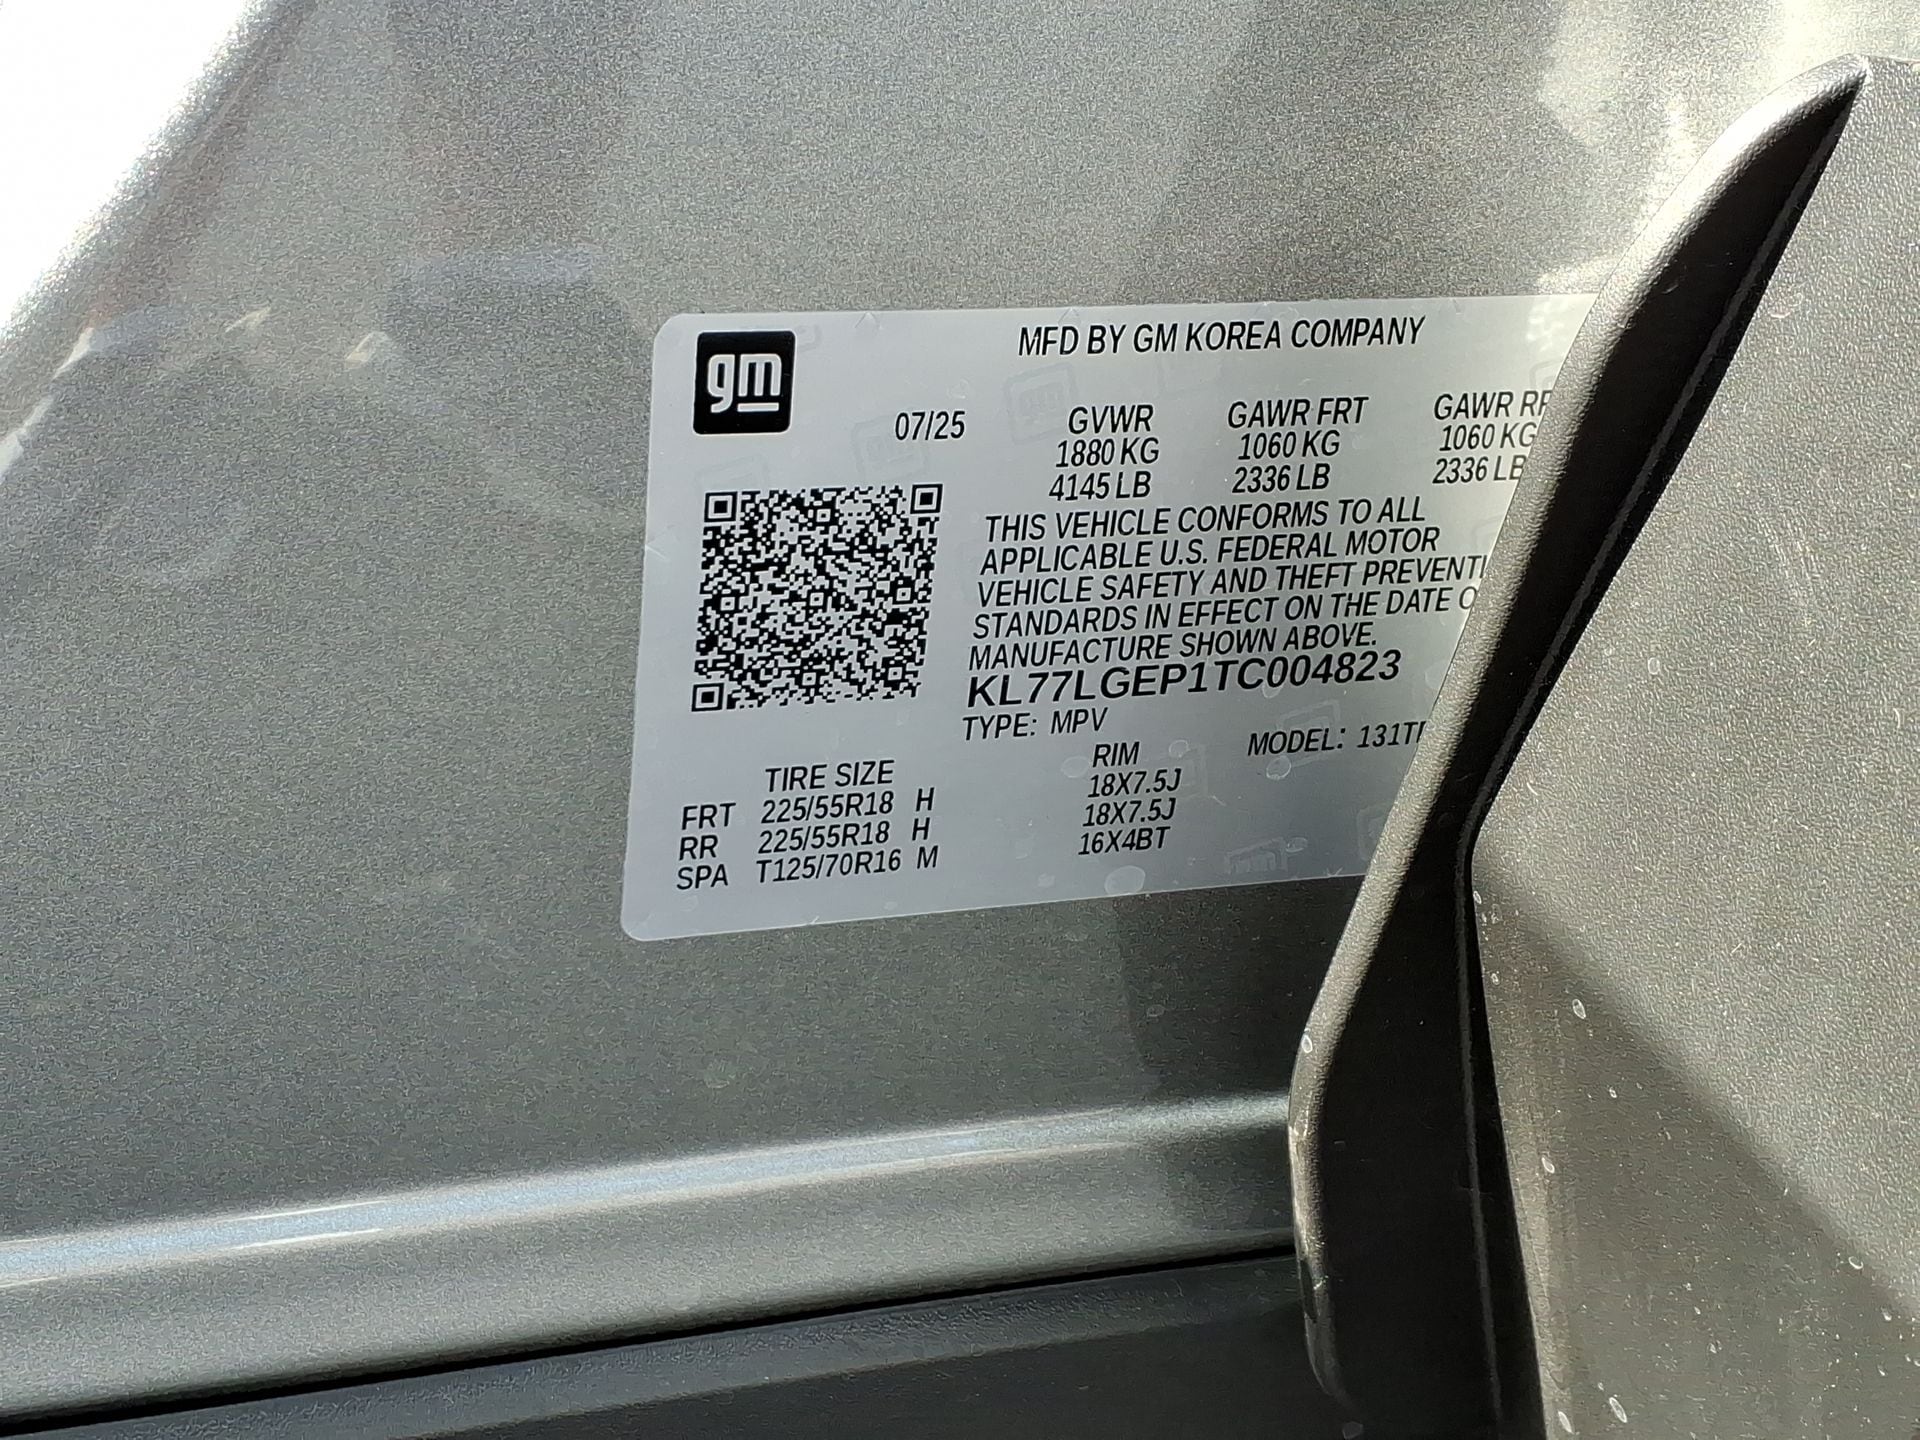 gm
MFD BY GM KOREA COMPANY
07/25
GVWR GAWR FRT GAWR
1880 KG 1060 KG 1060 KG
4145 LB 2336 LB 2336 LB
THIS VEHICLE CONFORMS TO ALL
APPLICABLE U.S. FEDERAL MOTOR
VEHICLE SAFETY AND THEFT PREVENTI
STANDARDS IN EFFECT ON THE DATE O
MANUFACTURE SHOWN ABOVE.
KL77LGEP1TC004823
TYPE: MPV MODEL: 131T
TIRE SIZE RIM
FRT 225/55R18 H 18X7.5J
RR 225/55R18 H 18X7.5J
SPA T125/70R16 M 16X4BT